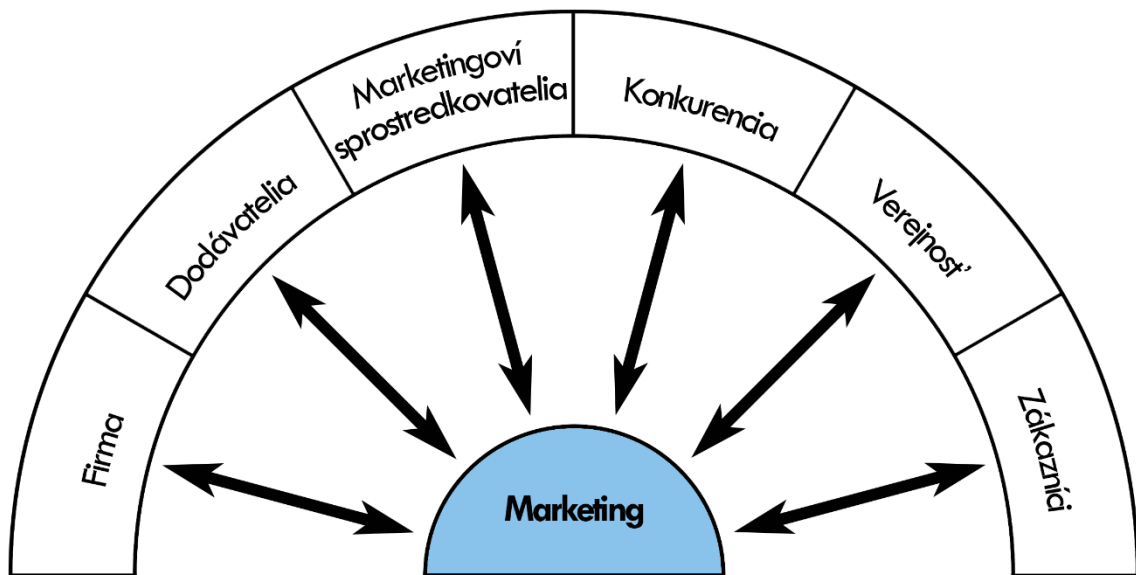 Firma
Dodávatelia
Marketingoví
sprostredkovatelia
Konkurencia
Verejnosť
Zákazníci
Marketing